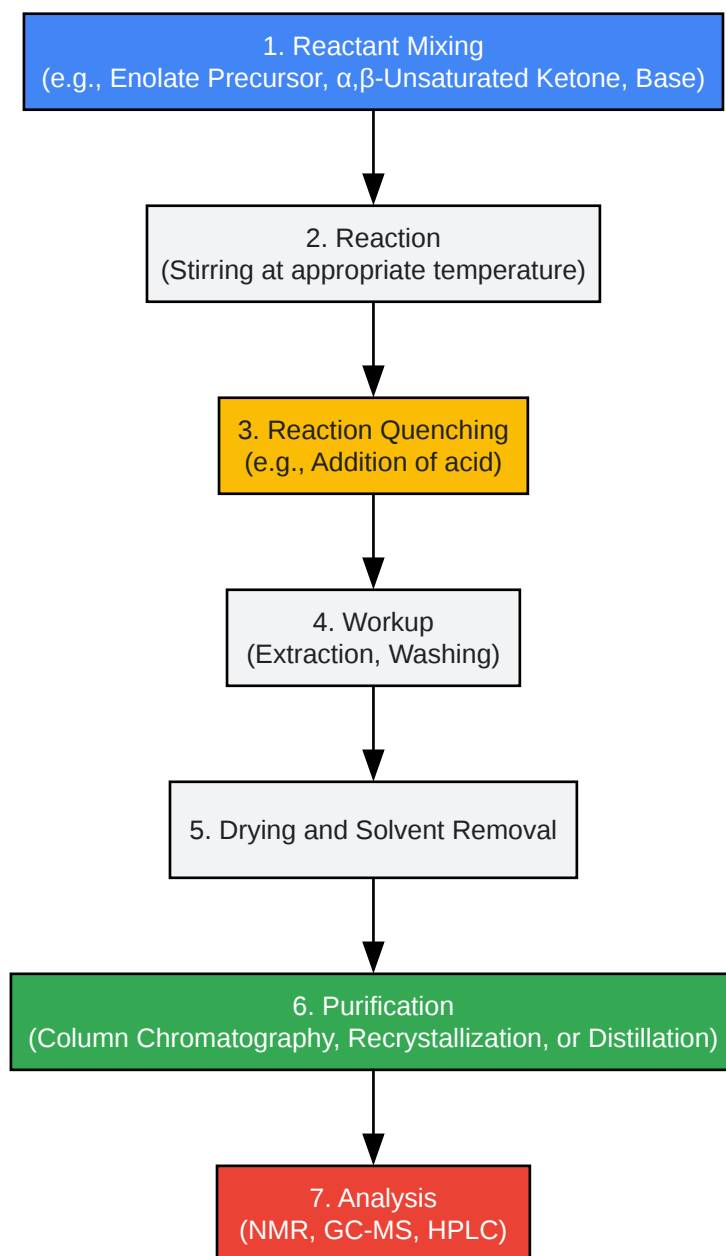 1. Reactant Mixing
(e.g., Enolate Precursor, α,β-Unsaturated Ketone, Base)
2. Reaction
(Stirring at appropriate temperature)
3. Reaction Quenching
(e.g., Addition of acid)
4. Workup
(Extraction, Washing)
5. Drying and Solvent Removal
6. Purification
(Column Chromatography, Recrystallization, or Distillation)
7. Analysis
(NMR, GC-MS, HPLC)